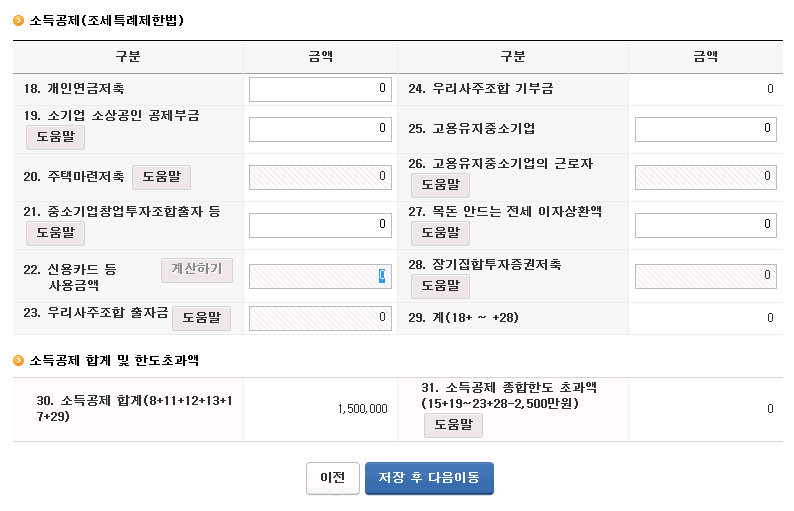 소득공제(조세특례제한법)
구분 금액 구분 금액
18. 개인연금저축 0 24. 우리사주조합 기부금 0
19. 소기업 소상공인 공제부금
도움말 0 25. 고용유지중소기업 0
20. 주택마련저축 도움말 0
26. 고용유지중소기업의 근로자
도움말 0
21. 중소기업창업투자조합출자 등
도움말 0
27. 목돈 안드는 전세 이자상환액
도움말 0
22. 신용카드 등
사용금액 계산하기 0
28. 장기집합투자증권저축
도움말 0
23. 우리사주조합 출자금 도움말 0 29. 계(18+ ~ +28) 0
소득공제 합계 및 한도초과액
30. 소득공제 합계(8+11+12+13+1
7+29) 1,500,000
31. 소득공제 종합한도 초과액
(15+19~23+28-2,500만원)
도움말 0
이전 저장 후 다음이동